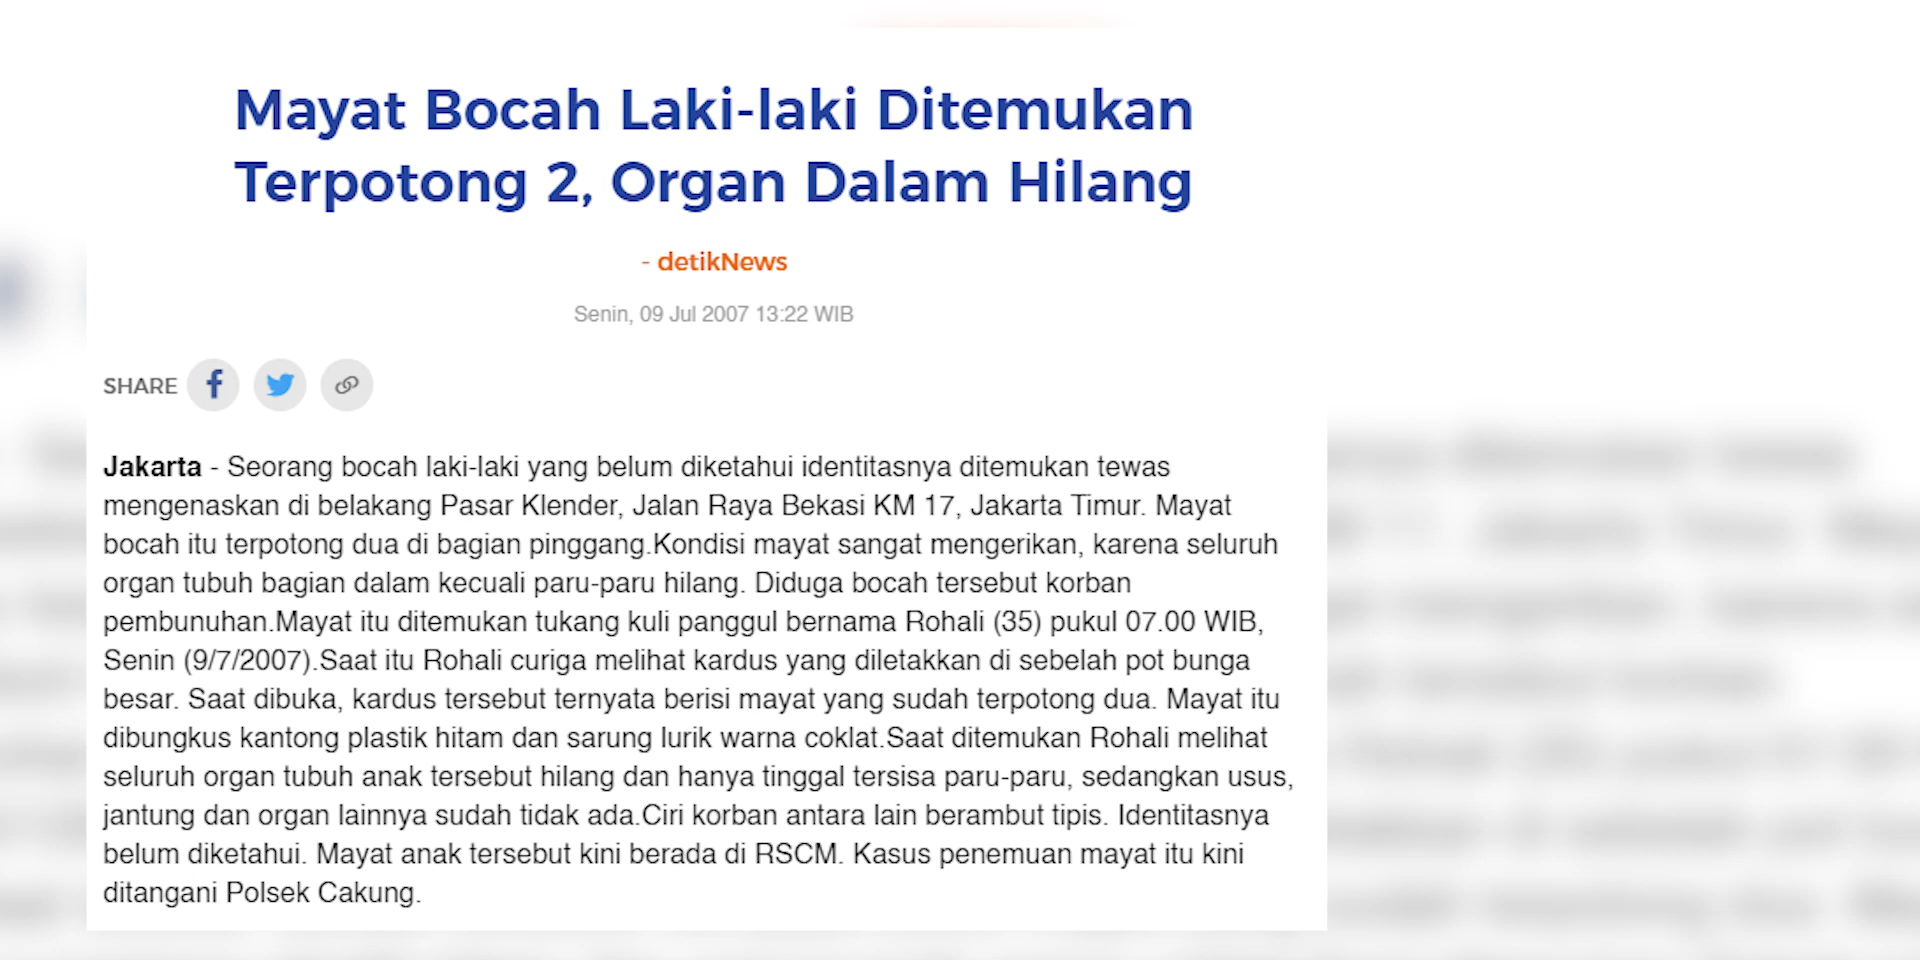 Mayat Bocah Laki-laki Ditemukan
Terpotong 2, Organ Dalam Hilang
- detikNews
Senin, 09 Jul 2007 13:22 WIB
SHARE
Jakarta - Seorang bocah laki-laki yang belum diketahui identitasnya ditemukan tewas
mengenaskan di belakang Pasar Klender, Jalan Raya Bekasi KM 17, Jakarta Timur. Mayat
bocah itu terpotong dua di bagian pinggang.Kondisi mayat sangat mengerikan, karena seluruh
organ tubuh bagian dalam kecuali paru-paru hilang. Diduga bocah tersebut korban
pembunuhan.Mayat itu ditemukan tukang kuli panggul bernama Rohali (35) pukul 07.00 WIB,
Senin (9/7/2007).Saat itu Rohali curiga melihat kardus yang diletakkan di sebelah pot bunga
besar. Saat dibuka, kardus tersebut ternyata berisi mayat yang sudah terpotong dua. Mayat itu
dibungkus kantong plastik hitam dan sarung lurik warna coklat.Saat ditemukan Rohali melihat
seluruh organ tubuh anak tersebut hilang dan hanya tinggal tersisa paru-paru, sedangkan usus,
jantung dan organ lainnya sudah tidak ada.Ciri korban antara lain berambut tipis. Identitasnya
belum diketahui. Mayat anak tersebut kini berada di RSCM. Kasus penemuan mayat itu kini
ditangani Polsek Cakung.